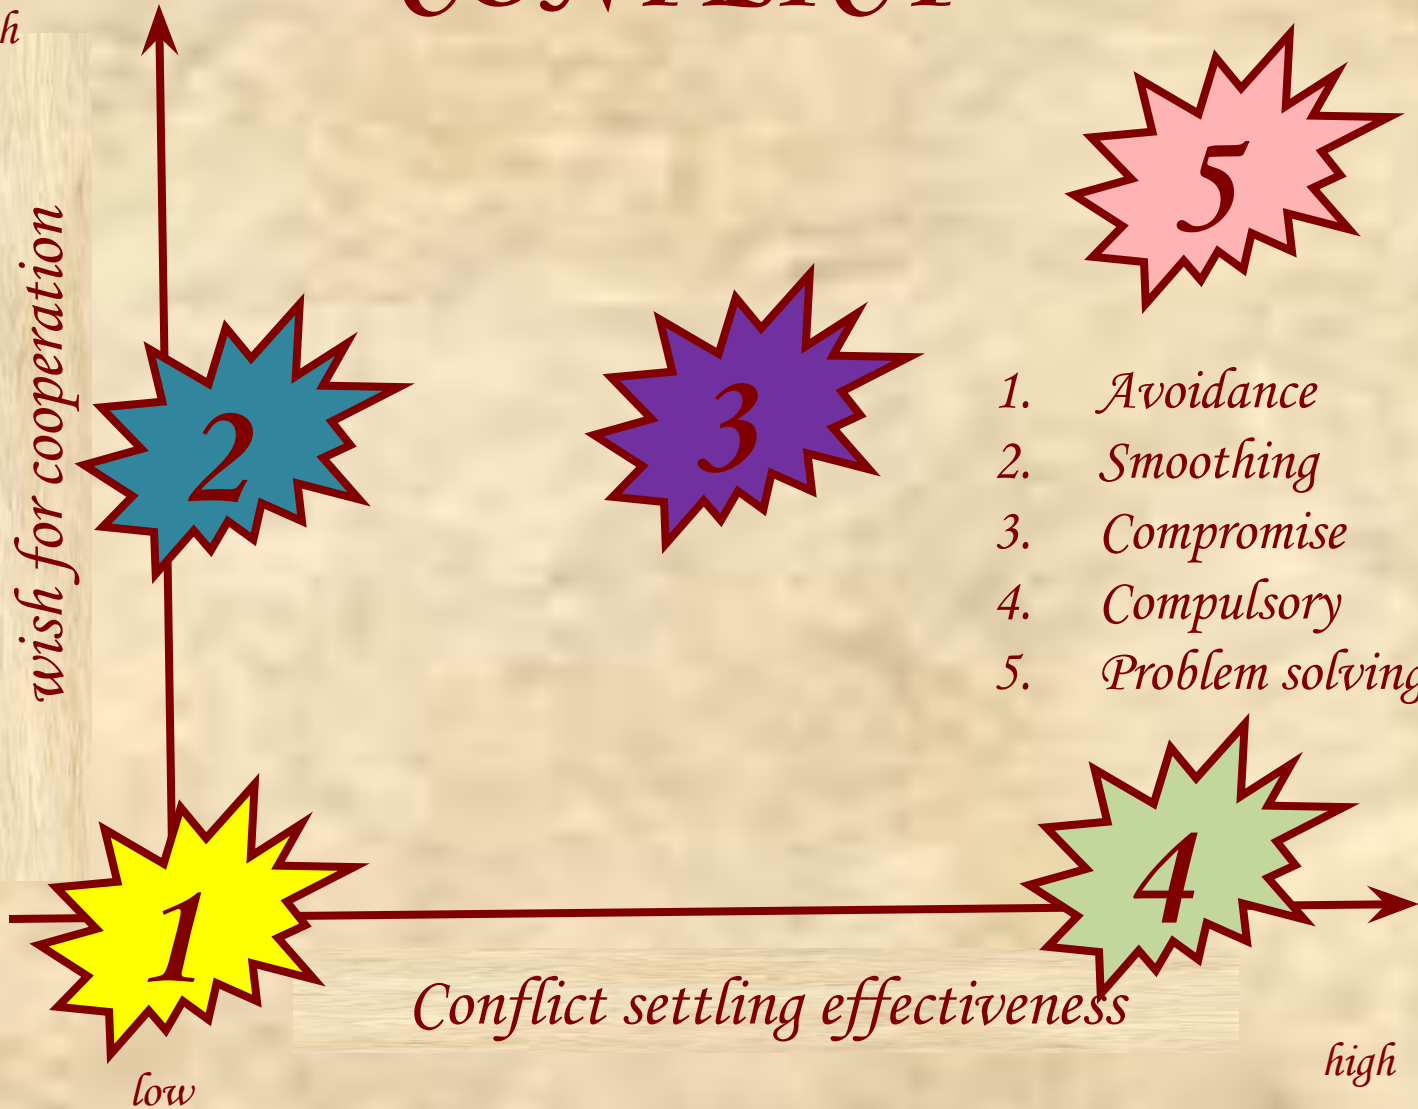 CONFLICT
h
wish for cooperation
5
2
3
1. Avoidance
2. Smoothing
3. Compromise
4. Compulsory
5. Problem solving
4
1
Conflict settling effectiveness
high
low